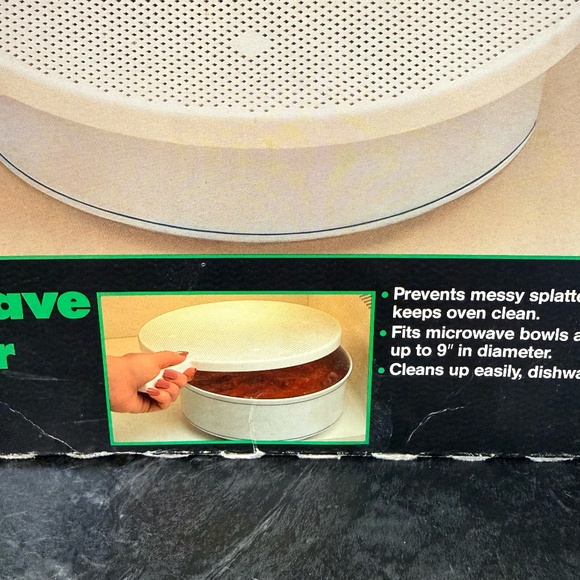 ave
r
• Prevents messy splatte
keeps oven clean.
• Fits microwave bowls a
up to 9" in diameter.
• Cleans up easily, dishwa